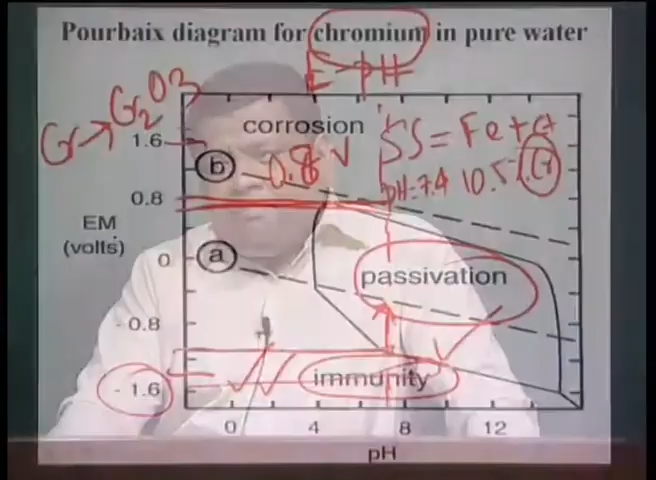 Pourbaix diagram for chromium in pure water
E-pH
Cr→Cr2O3
corrosion
SS=Fe+Cr
1.6
b
0.8 V
pH=7.4 10.5% Cr
0.8
EM
(volts)
0
a
passivation
- 0.8
immunity
- 1.6
0 4 8 12
pH